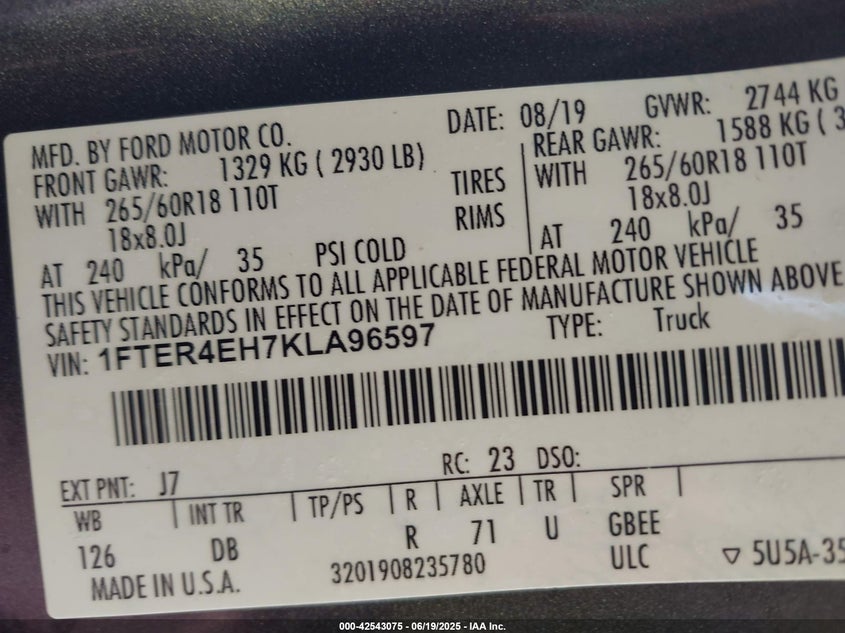 MFD. BY FORD MOTOR CO. DATE: 08/19 GVWR: 2744 KG
FRONT GAWR: 1329 KG ( 2930 LB) REAR GAWR: 1588 KG ( 3
WITH 265/60R18 110T TIRES WITH 265/60R18 110T
18x8.0J RIMS 18x8.0J
AT 240 kPa/ 35 PSI COLD AT 240 kPa/ 35
THIS VEHICLE CONFORMS TO ALL APPLICABLE FEDERAL MOTOR VEHICLE
SAFETY STANDARDS IN EFFECT ON THE DATE OF MANUFACTURE SHOWN ABOVE
VIN: 1FTER4EH7KLA96597 TYPE: Truck
EXT PNT: J7 RC: 23 DSO:
WB INT TR TP/PS R AXLE TR SPR
126 DB R 71 U GBEE
MADE IN U.S.A. 3201908235780 ULC ▽ 5U5A-35
000-42543075 - 06/19/2025 - IAA Inc.